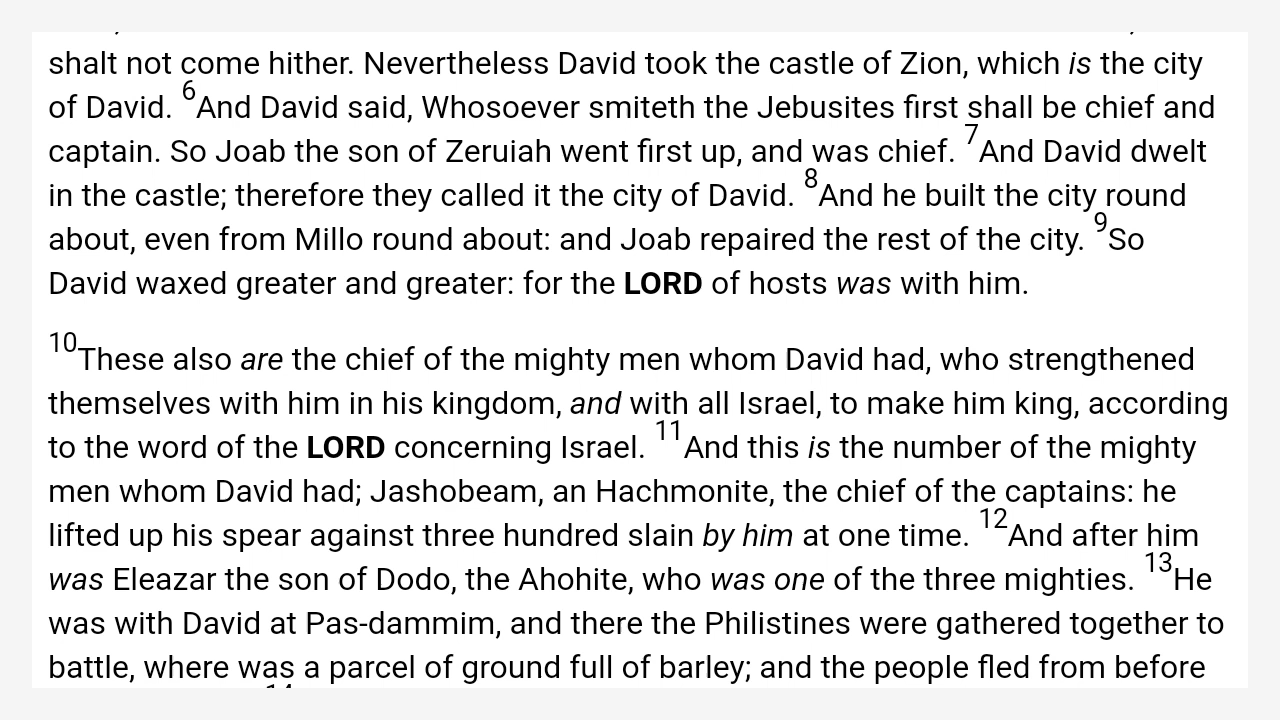 shalt not come hither. Nevertheless David took the castle of Zion, which is the city
of David. 6And David said, Whosoever smiteth the Jebusites first shall be chief and
captain. So Joab the son of Zeruiah went first up, and was chief. 7And David dwelt
in the castle; therefore they called it the city of David. 8And he built the city round
about, even from Millo round about: and Joab repaired the rest of the city. 9So
David waxed greater and greater: for the LORD of hosts was with him.
10These also are the chief of the mighty men whom David had, who strengthened
themselves with him in his kingdom, and with all Israel, to make him king, according
to the word of the LORD concerning Israel. 11And this is the number of the mighty
men whom David had; Jashobeam, an Hachmonite, the chief of the captains: he
lifted up his spear against three hundred slain by him at one time. 12And after him
was Eleazar the son of Dodo, the Ahohite, who was one of the three mighties. 13He
was with David at Pas-dammim, and there the Philistines were gathered together to
battle, where was a parcel of ground full of barley; and the people fled from before